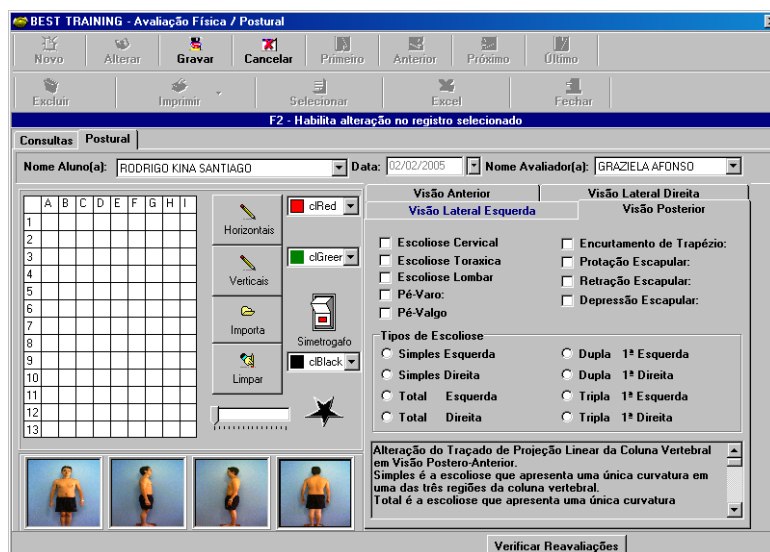 BEST TRAINING - Avaliação Física / Postural
Novo Alterar Gravar Cancelar Primeiro Anterior Próximo Último
Excluir Imprimir Selecionar Excel Fechar
F2 - Habilita alteração no registro selecionado
Consultas Postural
Nome Aluno(a): RODRIGO KINA SANTIAGO Data: 02/02/2005 Nome Avaliador(a): GRAZIELA AFONSO
A B C D E F G H I
1
2
3
4
5
6
7
8
9
10
11
12
13
Horizontais
Verticais
Importa
Limpar
clRed
clGreer
Simetrogafo
clBlack
Visão Anterior Visão Lateral Direita
Visão Lateral Esquerda Visão Posterior
Escoliose Cervical
Escoliose Toraxica
Escoliose Lombar
Pé-Varo:
Pé-Valgo
Encurtamento de Trapézio:
Protação Escapular:
Retração Escapular:
Depressão Escapular:
Tipos de Escoliose
Simples Esquerda
Simples Direita
Total Esquerda
Total Direita
Dupla 1ª Esquerda
Dupla 1ª Direita
Tripla 1ª Esquerda
Tripla 1ª Direita
Alteração do Traçado de Projeção Linear da Coluna Vertebral
em Visão Postero-Anterior.
Simples é a escoliose que apresenta uma única curvatura em
uma das três regiões da coluna vertebral.
Total é a escoliose que apresenta uma única curvatura
Verificar Reavaliações